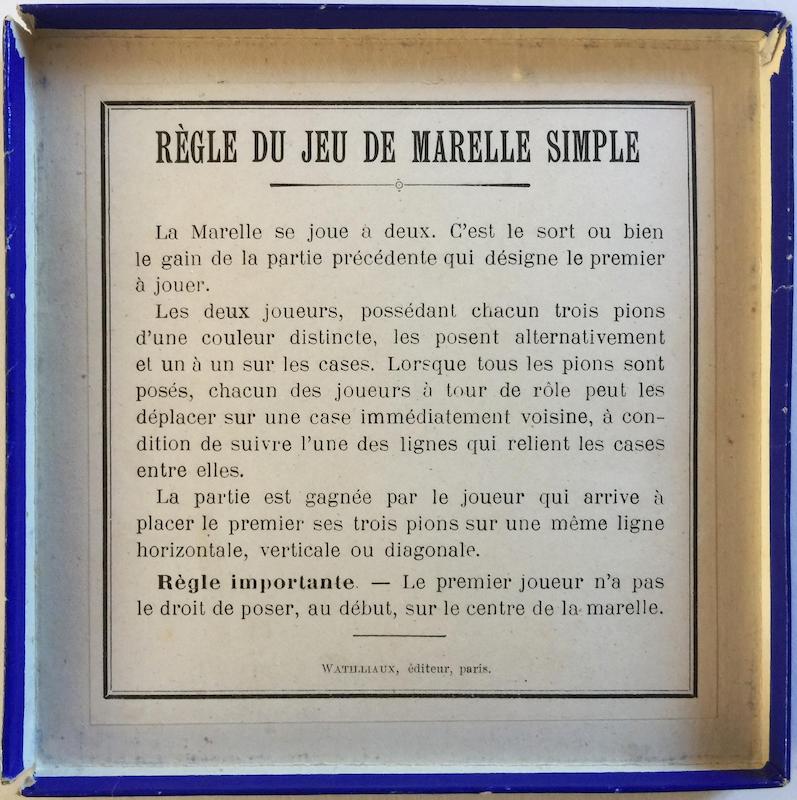 RÈGLE DU JEU DE MARELLE SIMPLE
La Marelle se joue à deux. C'est le sort ou bien
le gain de la partie précédente qui désigne le premier
à jouer.
Les deux joueurs, possédant chacun trois pions
d'une couleur distincte, les posent alternativement
et un à un sur les cases. Lorsque tous les pions sont
posés, chacun des joueurs à tour de rôle peut les
déplacer sur une case immédiatement voisine, à con-
dition de suivre l'une des lignes qui relient les cases
entre elles.
La partie est gagnée par le joueur qui arrive à
placer le premier ses trois pions sur une même ligne
horizontale, verticale ou diagonale.
Règle importante. — Le premier joueur n'a pas
le droit de poser, au début, sur le centre de la marelle.
WATILLIAUX, éditeur, paris.